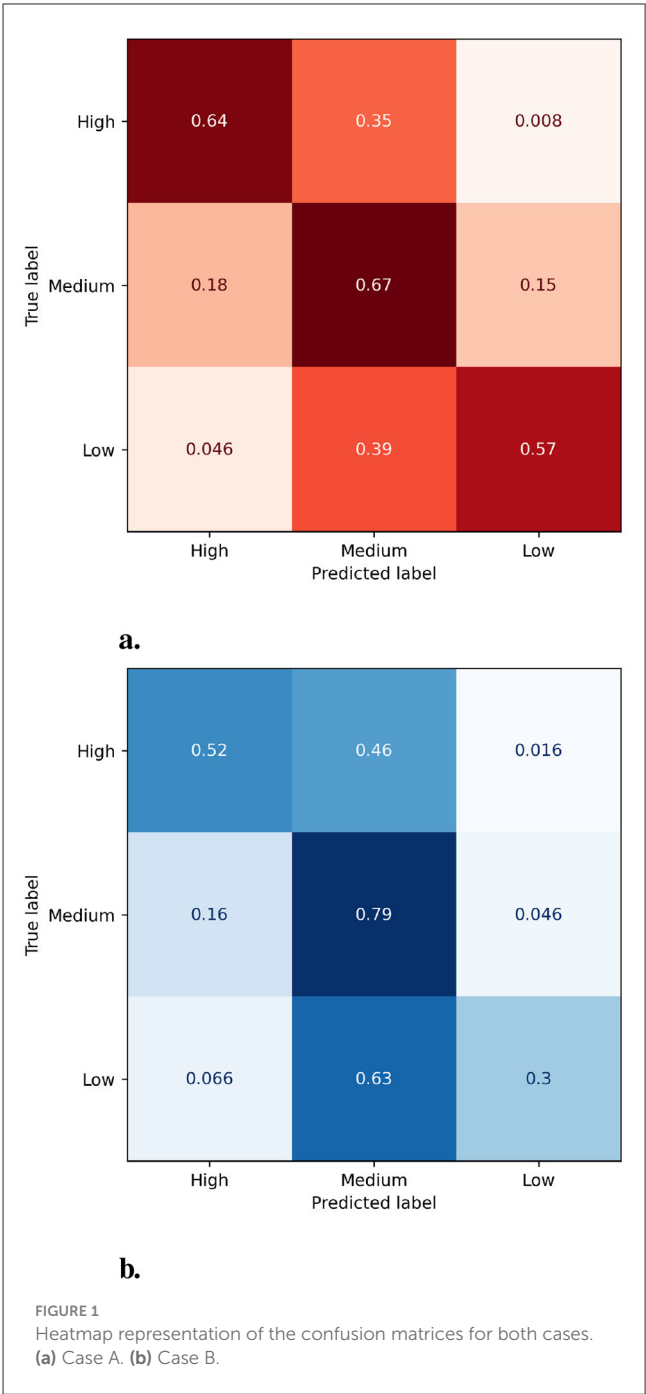 High 0.64 0.35 0.008
True label
Medium 0.18 0.67 0.15
Low 0.046 0.39 0.57
High Medium Low
Predicted label
a.
High 0.52 0.46 0.016
True label
Medium 0.16 0.79 0.046
Low 0.066 0.63 0.3
High Medium Low
Predicted label
b.
FIGURE 1
Heatmap representation of the confusion matrices for both cases.
(a) Case A. (b) Case B.